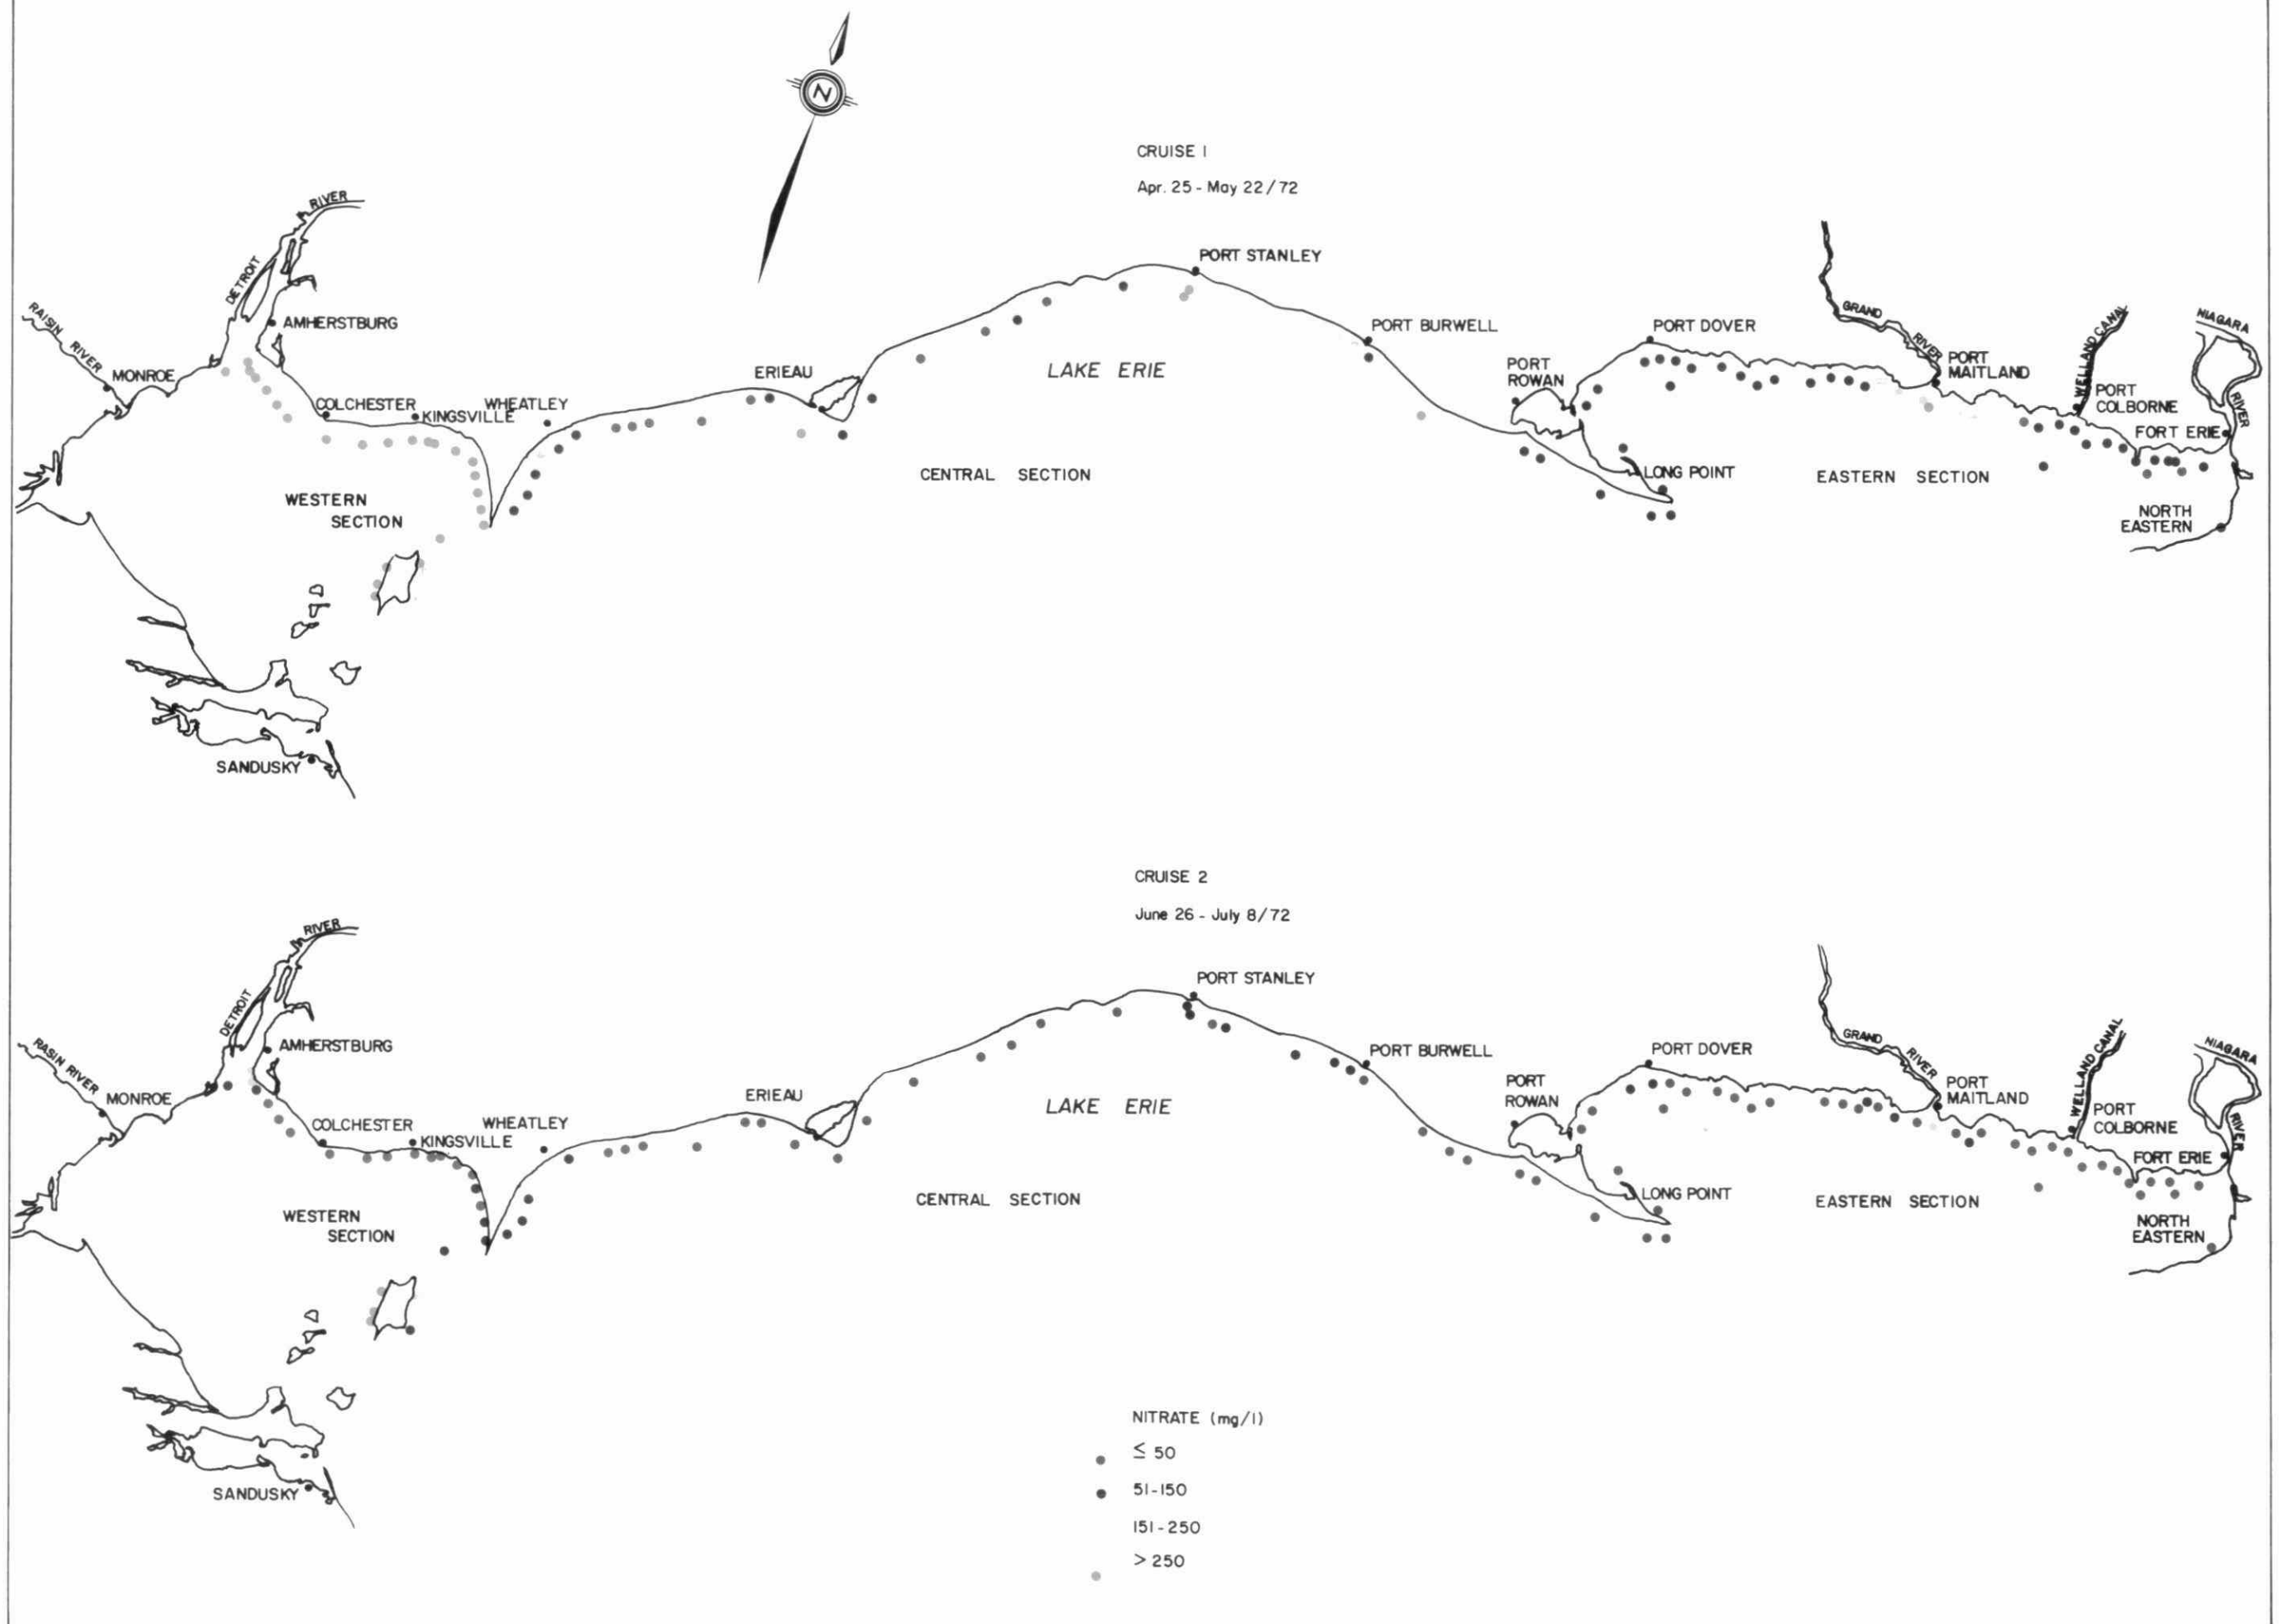 N
CRUISE 1
Apr. 25 - May 22/72
RIVER
DETROIT
RAISIN RIVER
AMHERSTBURG
MONROE
COLCHESTER
KINGSVILLE
WHEATLEY
ERIEAU
PORT STANLEY
LAKE ERIE
PORT BURWELL
PORT
ROWAN
PORT DOVER
GRAND
RIVER
PORT
MAITLAND
WELLAND CANAL
PORT
COLBORNE
NIAGARA
RIVER
FORT ERIE
LONG POINT
WESTERN
SECTION
CENTRAL SECTION
EASTERN SECTION
NORTH
EASTERN
SANDUSKY
CRUISE 2
June 26 - July 8/72
RIVER
DETROIT
RASIN RIVER
AMHERSTBURG
MONROE
COLCHESTER
KINGSVILLE
WHEATLEY
ERIEAU
PORT STANLEY
LAKE ERIE
PORT BURWELL
PORT
ROWAN
PORT DOVER
GRAND
RIVER
PORT
MAITLAND
WELLAND CANAL
PORT
COLBORNE
NIAGARA
RIVER
FORT ERIE
LONG POINT
WESTERN
SECTION
CENTRAL SECTION
EASTERN SECTION
NORTH
EASTERN
SANDUSKY
NITRATE (mg/l)
≤ 50
51-150
151-250
> 250